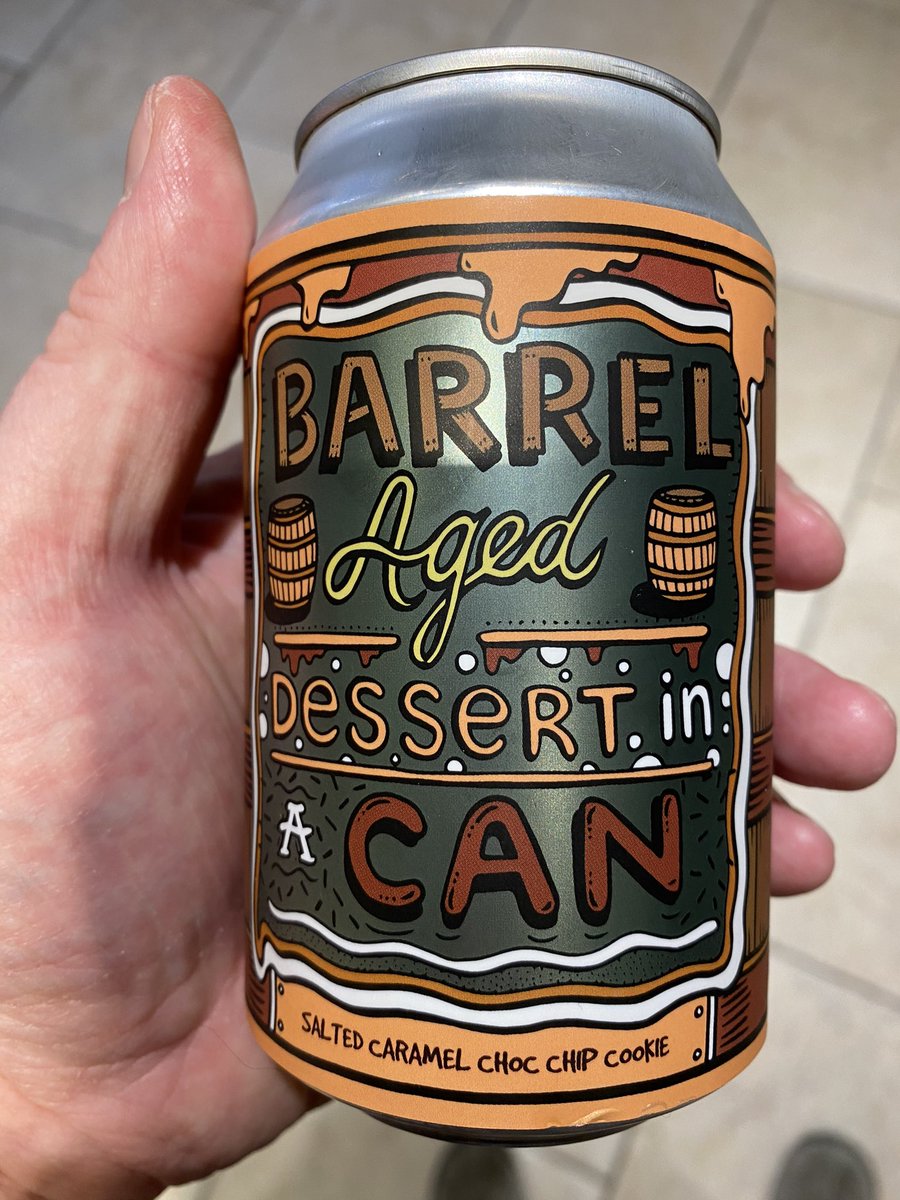 BARREL
Aged
DESSERT in
A CAN
SALTED CARAMEL CHOC CHIP COOKIE